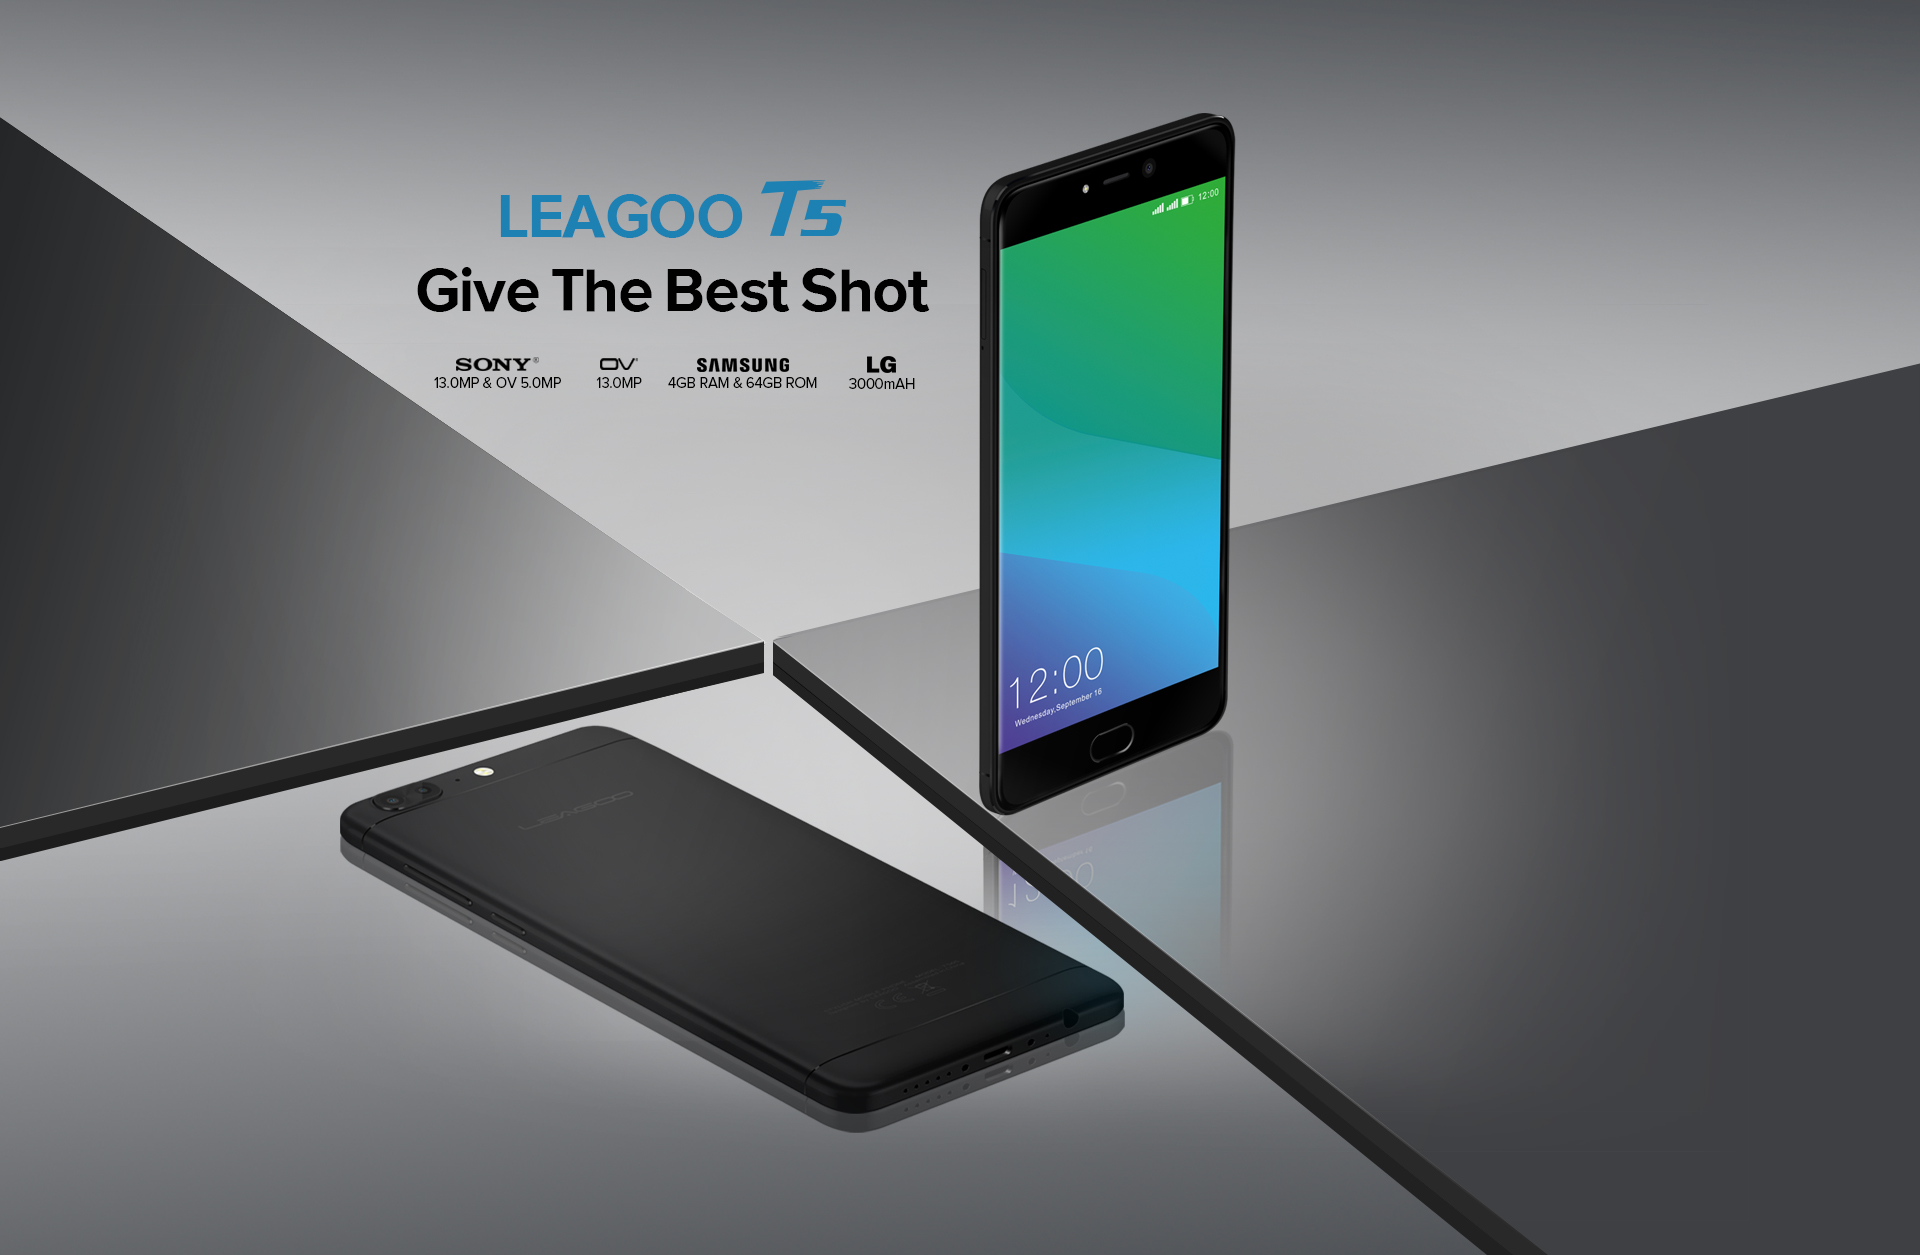 LEAGOO T5
Give The Best Shot
SONY® OV® SAMSUNG LG
13.0MP & OV 5.0MP 13.0MP 4GB RAM & 64GB ROM 3000mAH
12:00
12:00
Wednesday,September 16
LEAGOO